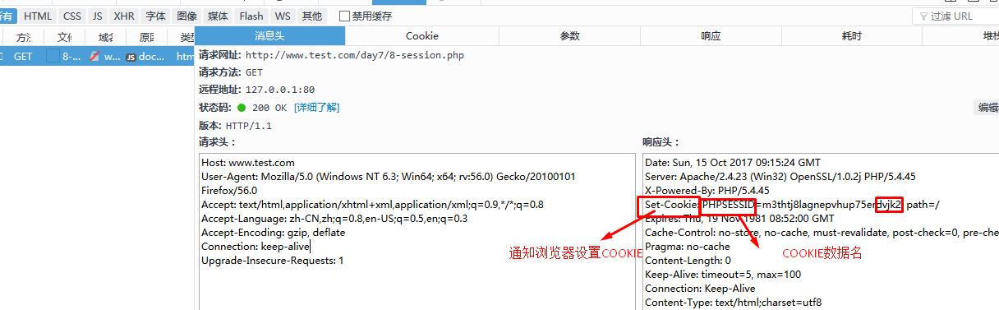 所有 HTML CSS JS XHR 字体 图像 媒体 Flash WS 其他 禁用缓存 过滤 URL
消息头 Cookie 参数 响应 耗时 堆栈
GET 8-... w... JS doc... htm
请求网址: http://www.test.com/day7/8-session.php
请求方法: GET
远程地址: 127.0.0.1:80
状态码: 200 OK [详细了解]
编辑
版本: HTTP/1.1
请求头：
Host: www.test.com
User-Agent: Mozilla/5.0 (Windows NT 6.3; Win64; x64; rv:56.0) Gecko/20100101
Firefox/56.0
Accept: text/html,application/xhtml+xml,application/xml;q=0.9,*/*;q=0.8
Accept-Language: zh-CN,zh;q=0.8,en-US;q=0.5,en;q=0.3
Accept-Encoding: gzip, deflate
Connection: keep-alive
Upgrade-Insecure-Requests: 1
响应头：
Date: Sun, 15 Oct 2017 09:15:24 GMT
Server: Apache/2.4.23 (Win32) OpenSSL/1.0.2j PHP/5.4.45
X-Powered-By: PHP/5.4.45
Set-Cookie: PHPSESSID=m3thtj8lagnepvhup75erdvjk2; path=/
Expires: Thu, 19 Nov 1981 08:52:00 GMT
Cache-Control: no-store, no-cache, must-revalidate, post-check=0, pre-che
Pragma: no-cache
Content-Length: 0
Keep-Alive: timeout=5, max=100
Connection: Keep-Alive
Content-Type: text/html;charset=utf8
通知浏览器设置COOKIE
COOKIE数据名